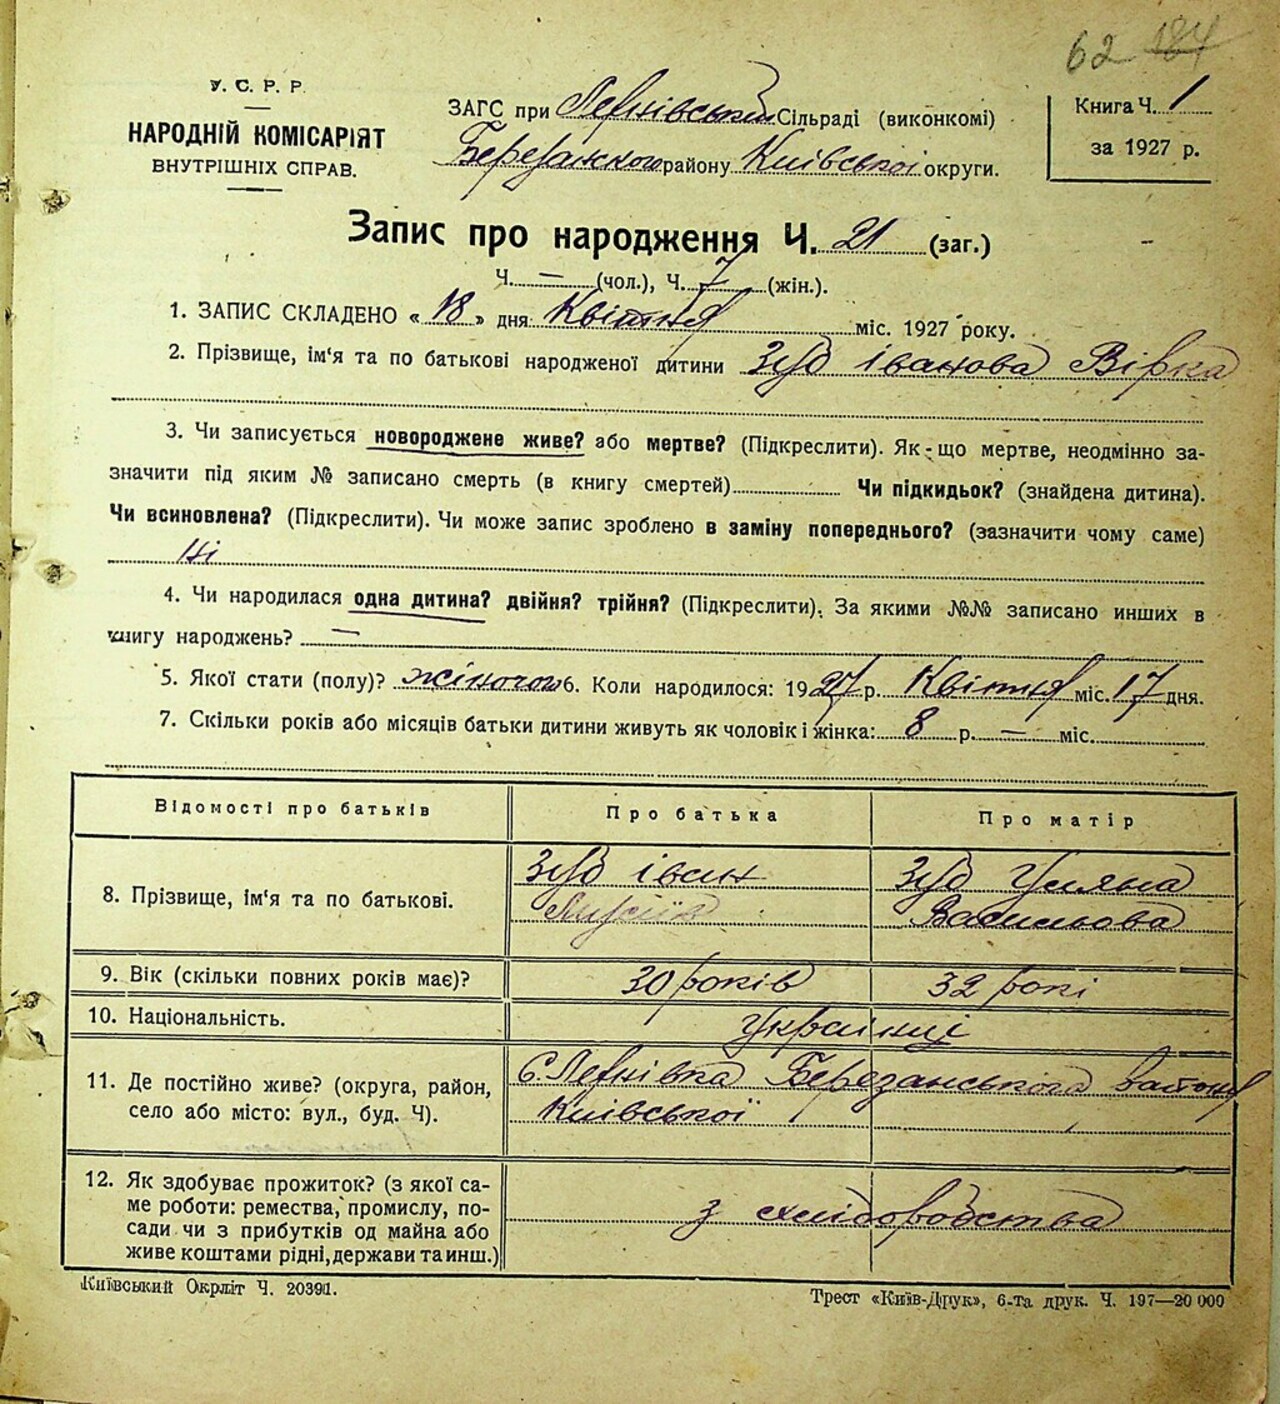 62 184
У. С. Р. Р.
НАРОДНІЙ КОМІСАРІЯТ
ВНУТРІШНІХ СПРАВ.
ЗАГС при Лехнівській Сільраді (виконкомі)
Березанского району Київської округи.
Книга Ч. 1
за 1927 р.
Запис про народження Ч. 21 (заг.)
Ч. — (чол.), Ч. 7 (жін.).
1. ЗАПИС СКЛАДЕНО « 18 » дня Квітня міс. 1927 року.
2. Прізвище, ім‘я та по батькові народженої дитини Зуб іванова Вірка
3. Чи записується новороджене живе? або мертве? (Підкреслити). Як-що мертве, неодмінно за-
значити під яким № записано смерть (в книгу смертей) Чи підкидьок? (знайдена дитина).
Чи всиновлена? (Підкреслити). Чи може запис зроблено в заміну попереднього? (зазначити чому саме)
Ні
4. Чи народилася одна дитина? двійня? трійня? (Підкреслити). За якими №№ записано инших в
книгу народжень? —
5. Якої стати (полу)? жіночого 6. Коли народилося: 1927 р. Квітня міс. 17 дня.
7. Скільки років або місяців батьки дитини живуть як чоловік і жінка: 8 р. — міс.
Відомості про батьків Про батька Про матір
8. Прізвище, ім‘я та по батькові. Зуб іван Зуб Уляна
Васильова
9. Вік (скільки повних років має)? 30 років 32 рокі
10. Національність. Українці
11. Де постійно живе? (округа, район, село або місто: вул., буд. Ч). С. Лехнівка Березанського району
Київської
12. Як здобуває прожиток? (з якої са-
ме роботи: ремества, промислу, по-
сади чи з прибутків од майна або
живе коштами рідні, держави та инш.) з хлібороботства
Київський Окрліт Ч. 20391.
Трест «Київ-Друк», 6-та друк. Ч. 197—20 000